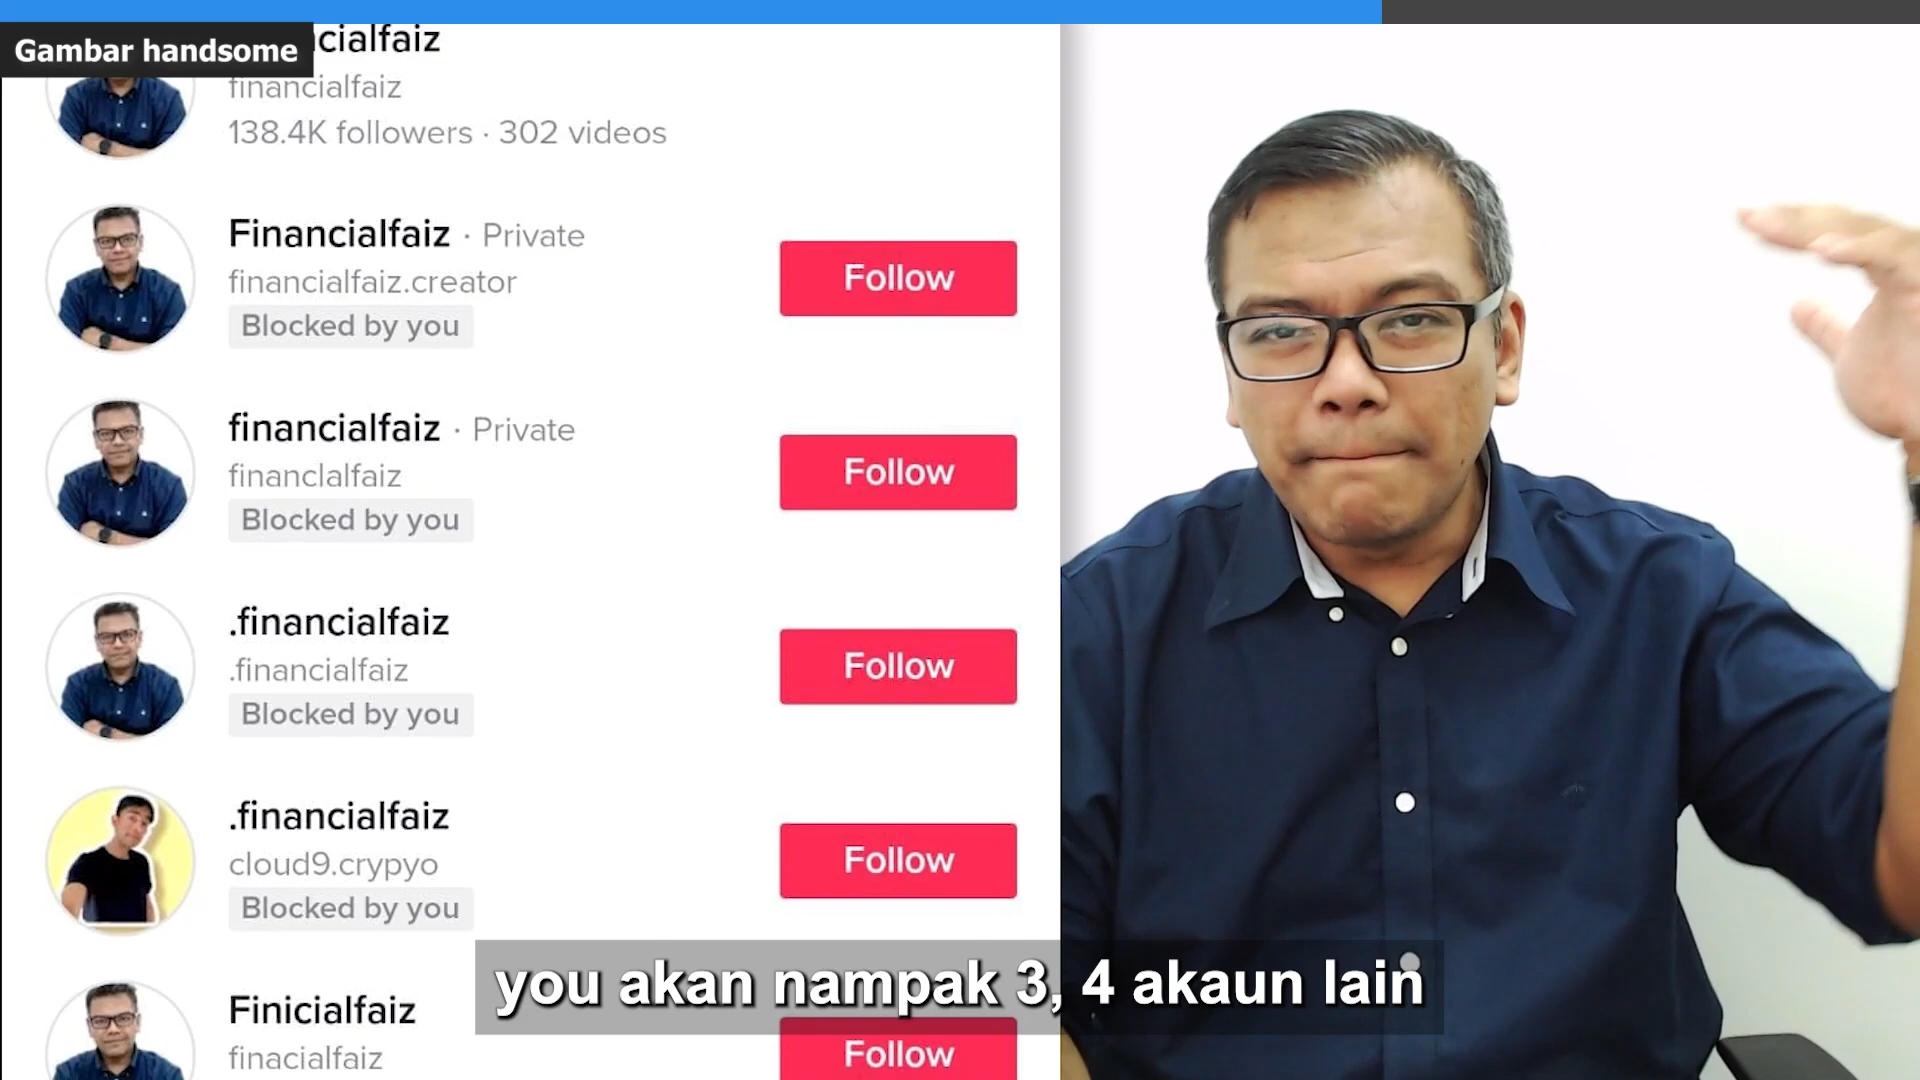 Gambar handsome
cialfaiz
financialfaiz
138.4K followers · 302 videos
Financialfaiz · Private
financialfaiz.creator
Blocked by you
Follow
financialfaiz · Private
financlalfaiz
Blocked by you
Follow
.financialfaiz
.financialfaiz
Blocked by you
Follow
.financialfaiz
cloud9.crypyo
Blocked by you
Follow
Finicialfaiz
finacialfaiz
Follow
you akan nampak 3, 4 akaun lain